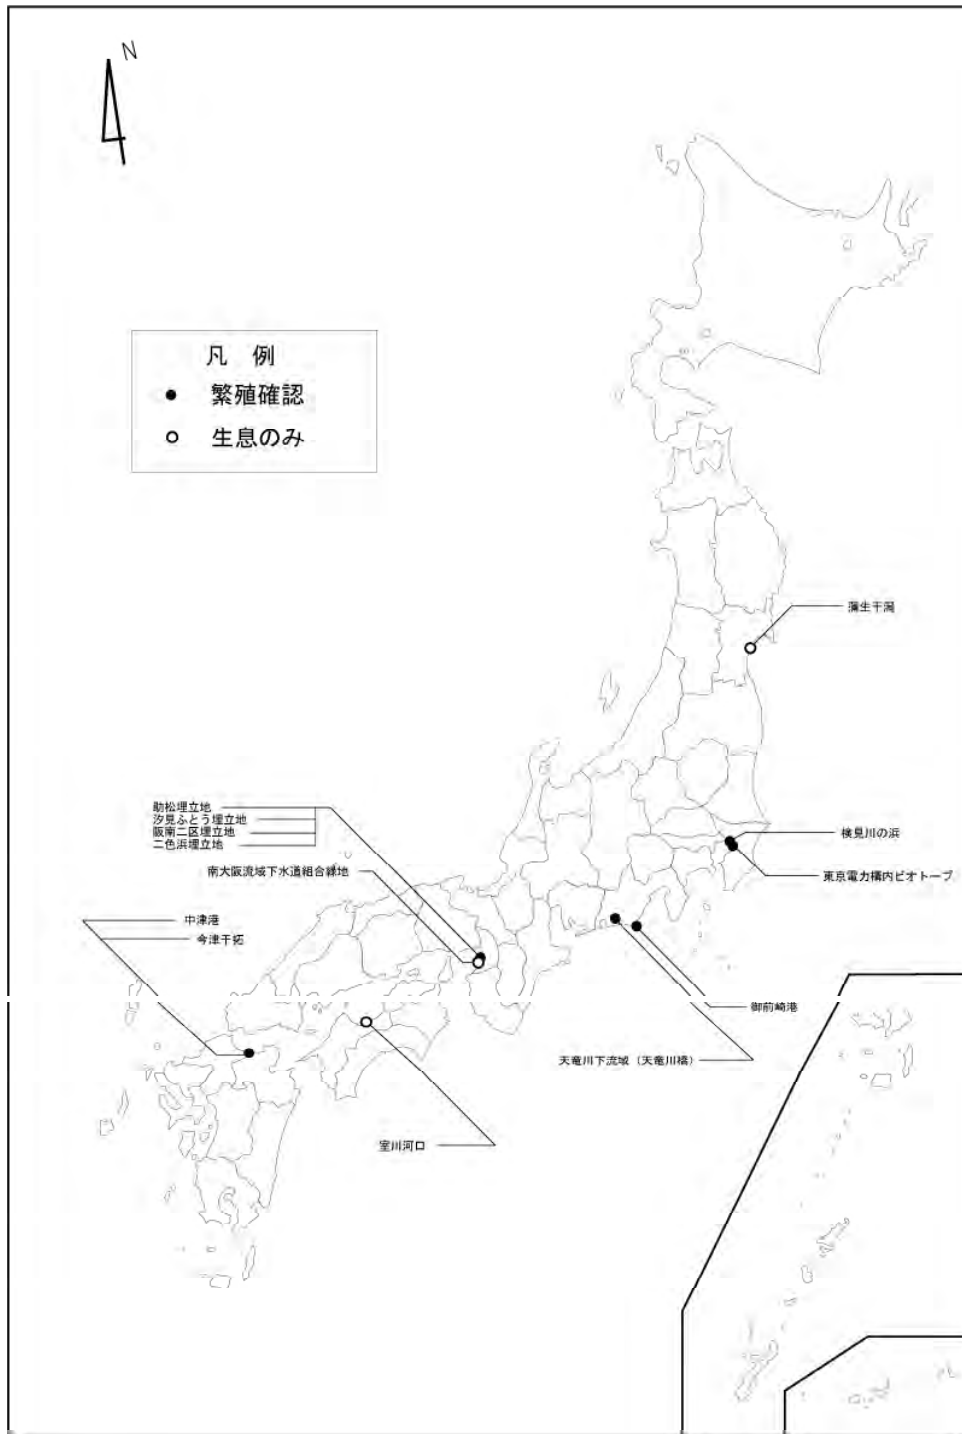 N
凡 例
繁殖確認
生息のみ
蒲生干潟
助松埋立地
汐見ふとう埋立地
阪南二区埋立地
二色浜埋立地
検見川の浜
南大阪流域下水道組合緑地
東京電力構内ビオトープ
中津港
今津干拓
御前崎港
天竜川下流域（天竜川橋）
室川河口